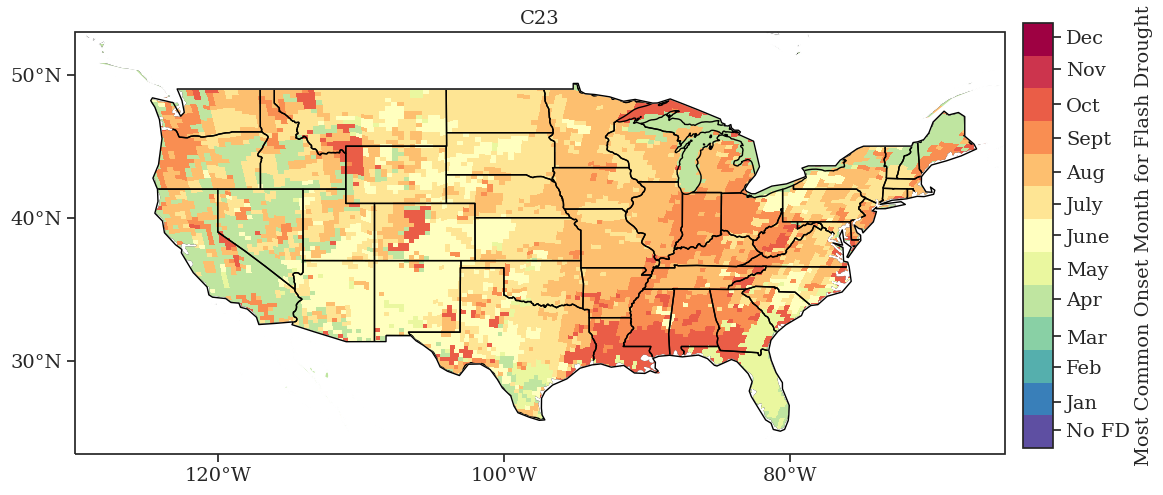 C23
50°N
40°N
30°N
120°W
100°W
80°W
Dec
Nov
Oct
Sept
Aug
July
June
May
Apr
Mar
Feb
Jan
No FD
Most Common Onset Month for Flash Drought